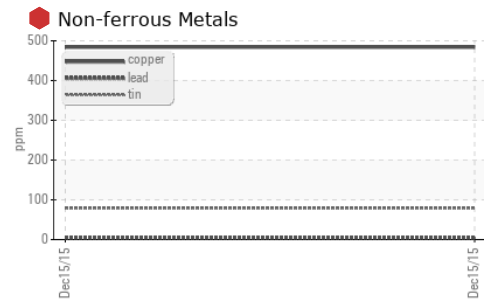 Non-ferrous Metals
500
400
300
200
100
0
ppm
copper
lead
tin
Dec15/15
Dec15/15